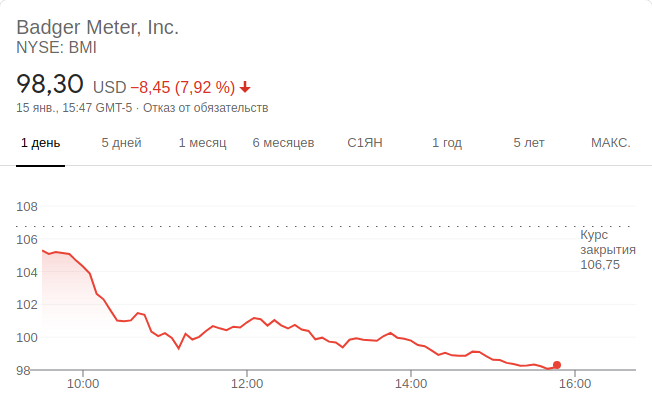 Badger Meter, Inc.
NYSE: BMI
98,30 USD −8,45 (7,92 %)
15 янв., 15:47 GMT-5 · Отказ от обязательств
1 день 5 дней 1 месяц 6 месяцев С1ЯН 1 год 5 лет МАКС.
108
106
104
102
100
98
Курс
закрытия
106,75
10:00 12:00 14:00 16:00